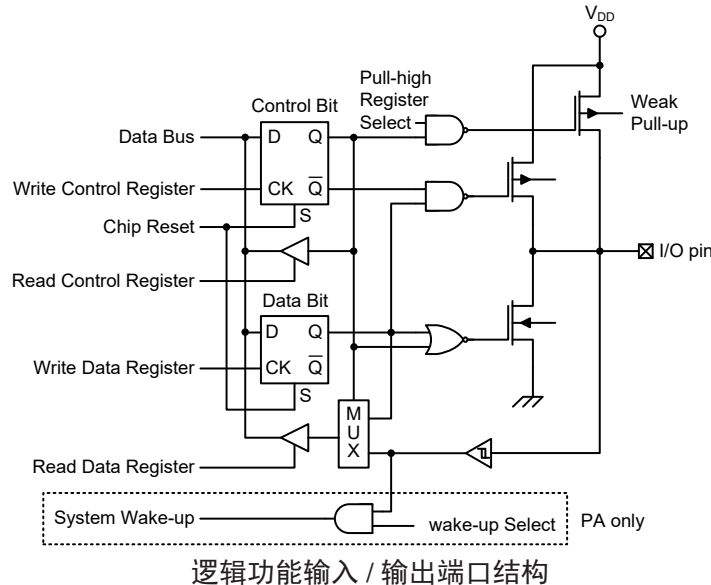 VDD
Pull-high
Register
Select
Weak
Pull-up
Control Bit
Data Bus
D Q
Write Control Register
CK Q
S
Chip Reset
I/O pin
Read Control Register
Data Bit
D Q
Write Data Register
CK Q
S
M
U
X
Read Data Register
System Wake-up
wake-up Select
PA only
逻辑功能输入 / 输出端口结构